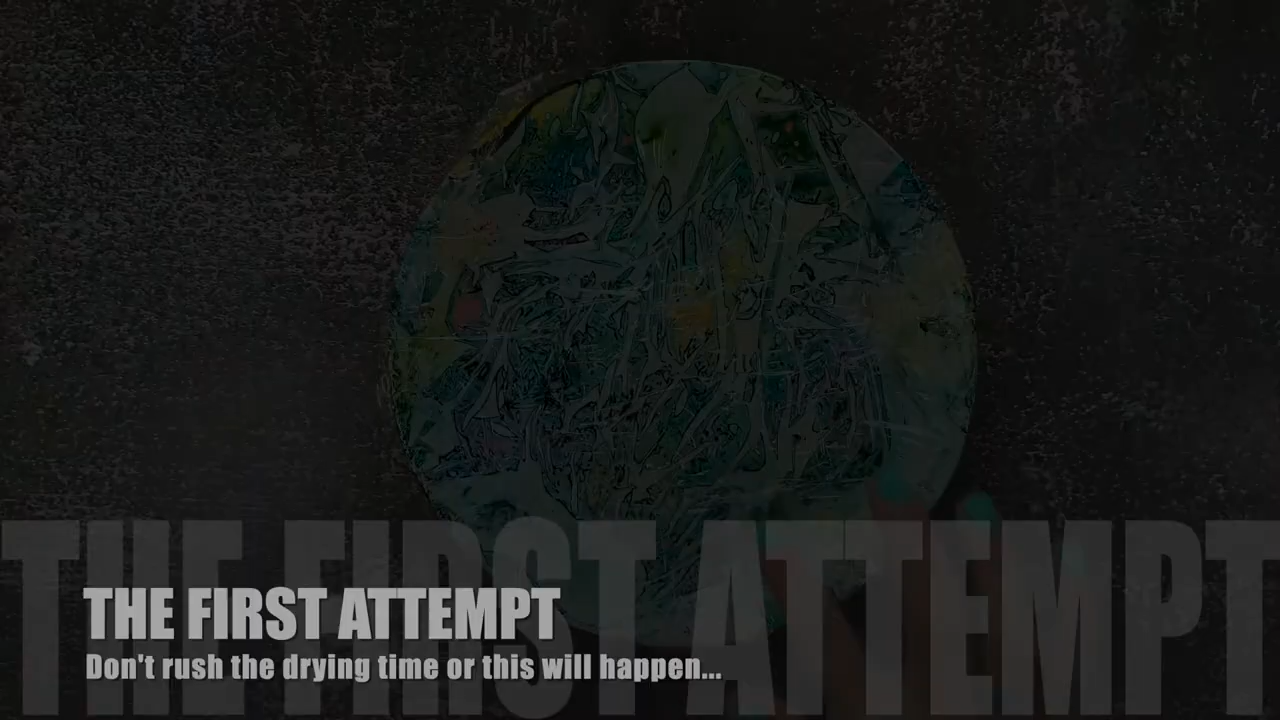 THE FIRST ATTEMPT
THE FIRST ATTEMPT
Don't rush the drying time or this will happen...